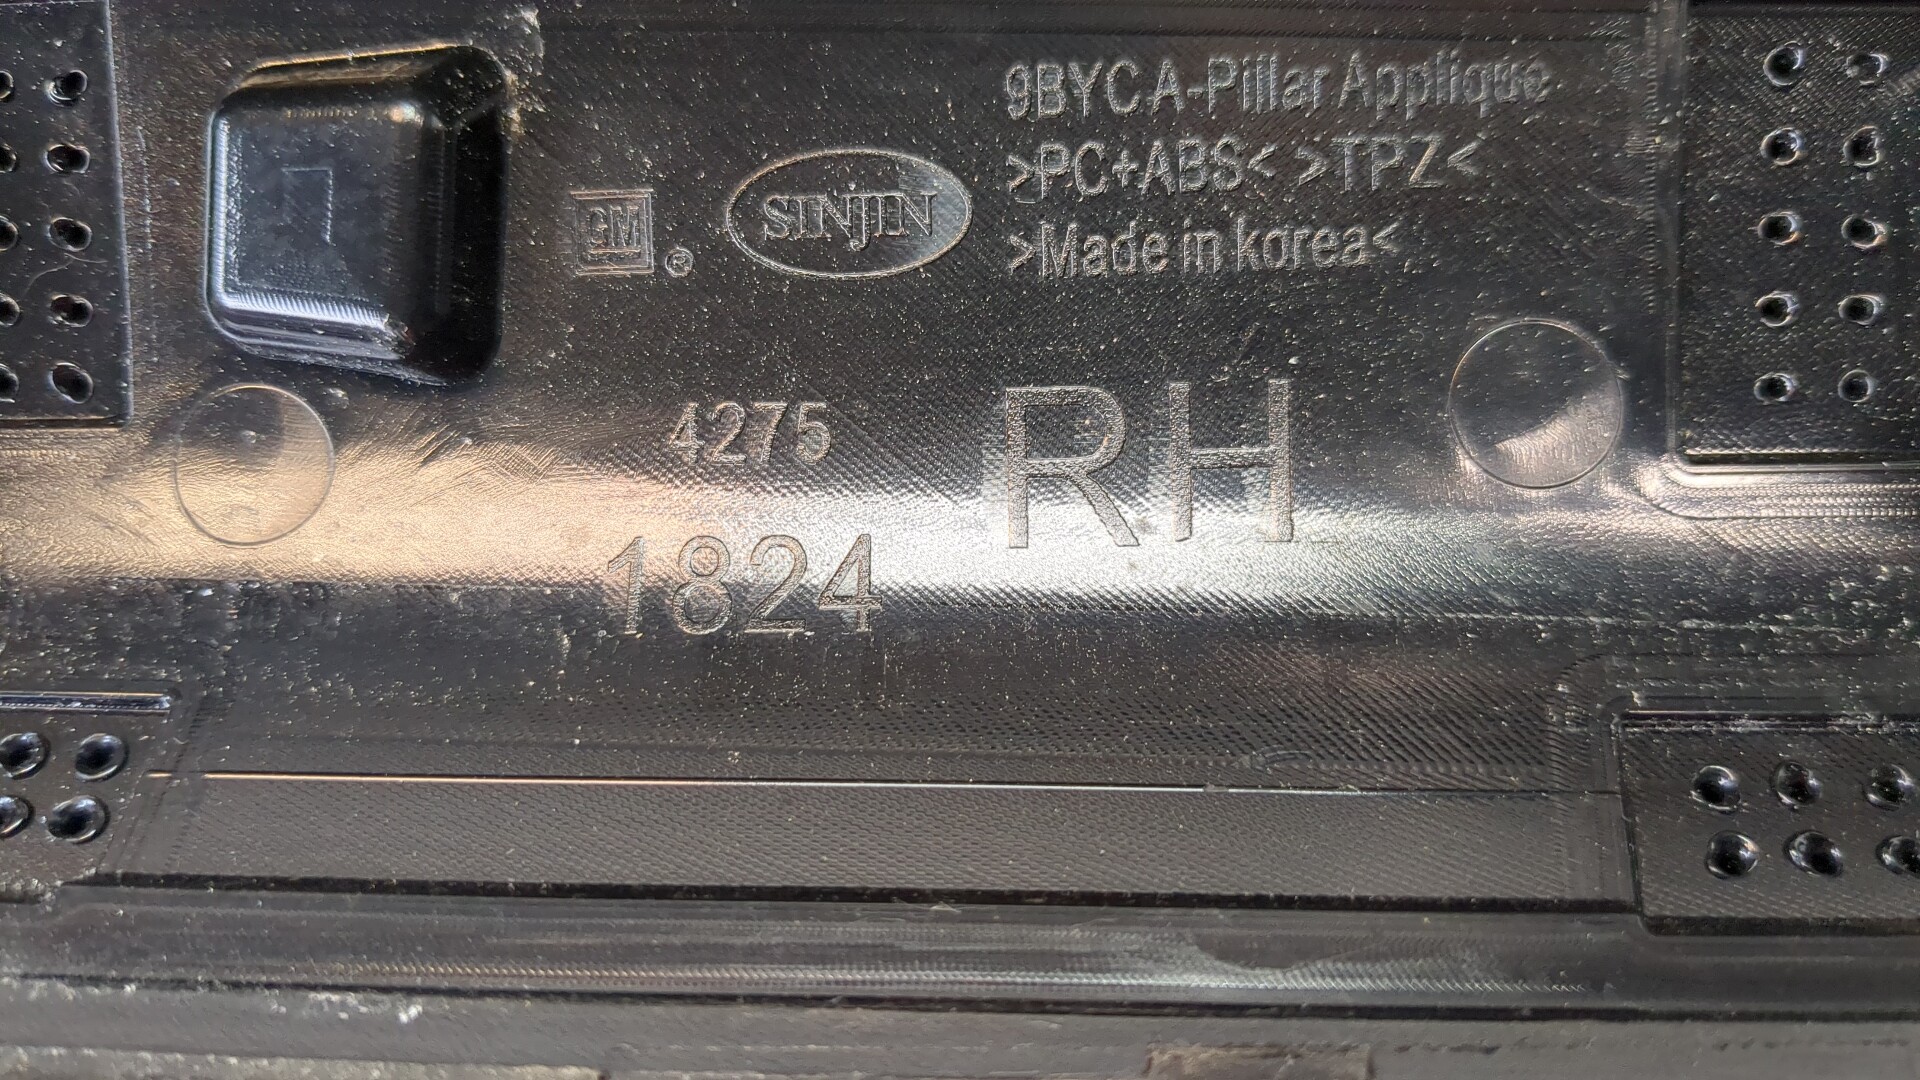 9BYC A-Pillar Applique
>PC+ABS< >TPZ<
>Made in korea<
GM ®
SINJIN
4275
1824
RH